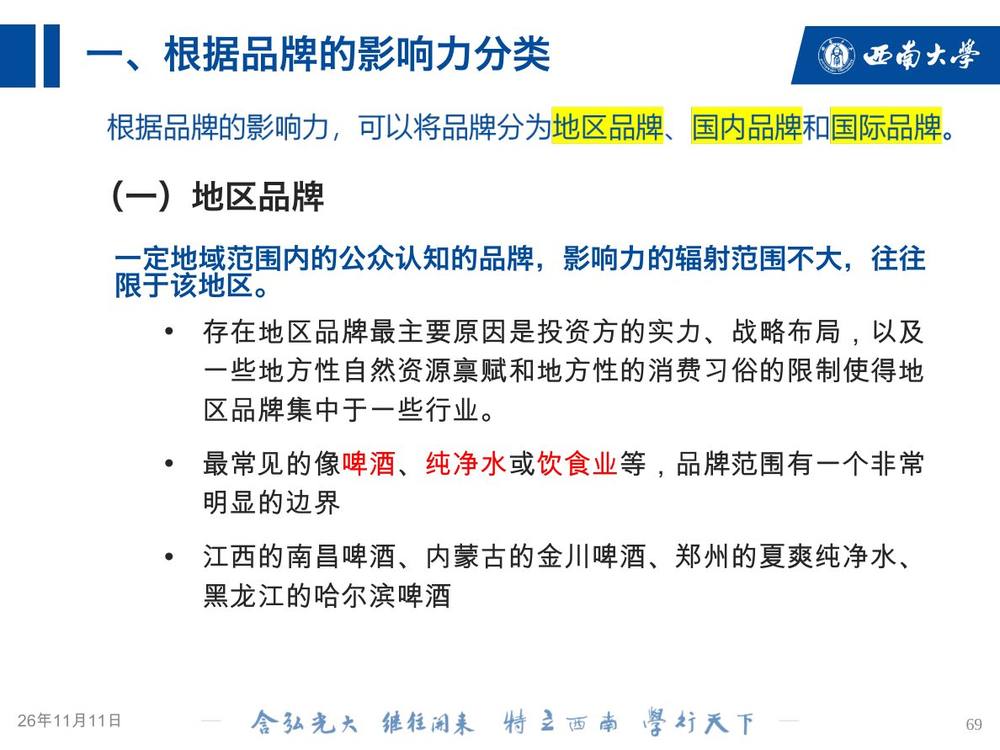 一、根据品牌的影响力分类
西南大学
根据品牌的影响力，可以将品牌分为地区品牌、国内品牌和国际品牌。
（一）地区品牌
一定地域范围内的公众认知的品牌，影响力的辐射范围不大，往往
限于该地区。
• 存在地区品牌最主要原因是投资方的实力、战略布局，以及
一些地方性自然资源禀赋和地方性的消费习俗的限制使得地
区品牌集中于一些行业。
• 最常见的像啤酒、纯净水或饮食业等，品牌范围有一个非常
明显的边界
• 江西的南昌啤酒、内蒙古的金川啤酒、郑州的夏爽纯净水、
黑龙江的哈尔滨啤酒
26年11月11日
含弘光大 继往开来 特立西南 学行天下
69